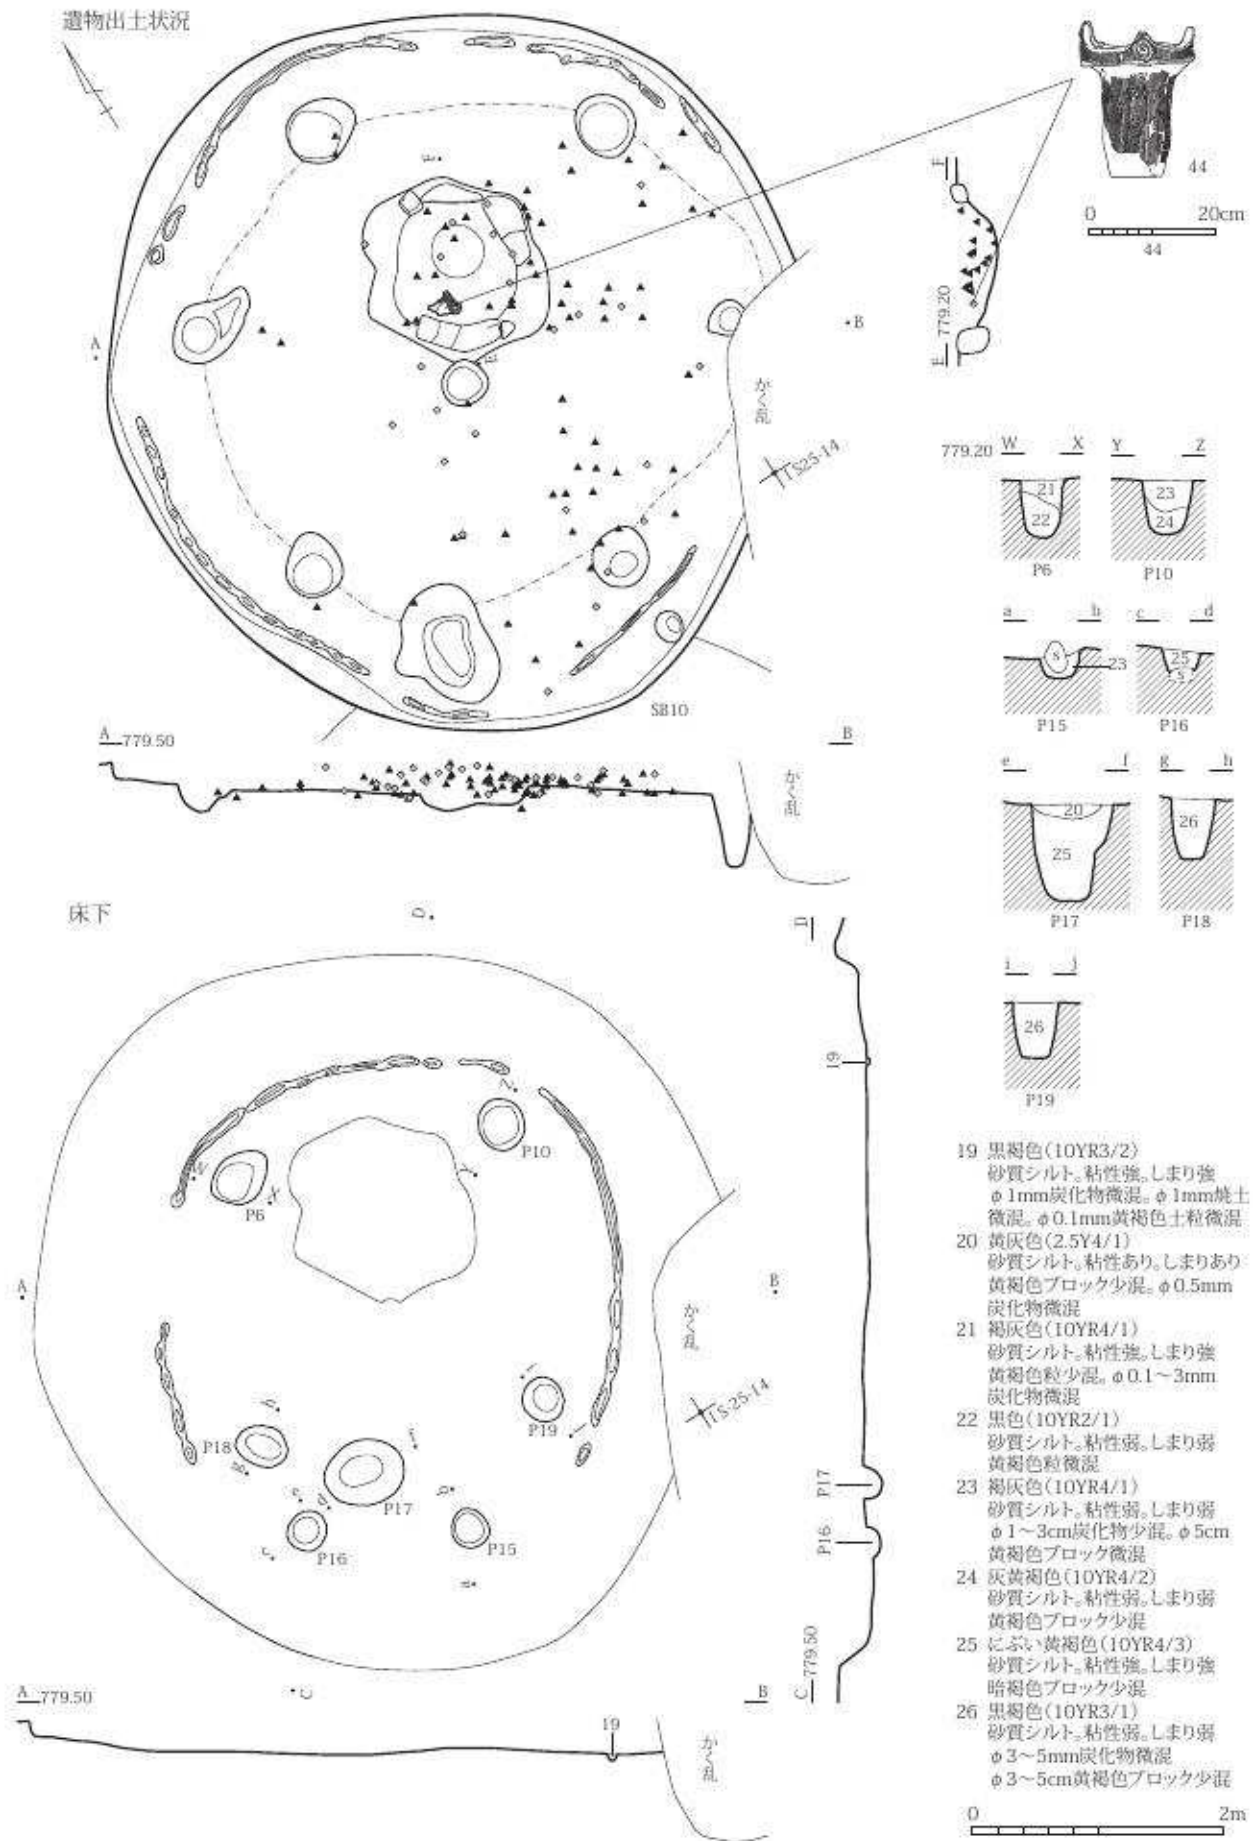 遺物出土状況
44
0 20cm
44
E
E
F
E 779.20
A
B
かく乱
TS25-14
SB10
779.20 W X Y Z
21
22
23
24
P6 P10
a b c d
S 23 25 S
P15 P16
A 779.50 B
かく乱
e f g h
20
25
26
P17 P18
i j
26
P19
床下
D
D
19
Z
W
X
Y
P10
P6
A
B
かく乱
TS-25-14
i
j
P19
h
g
P18
f
e
P17
d
c
P16
b
a
P15
P17
P16
C 779.50
C
A 779.50 B
19
かく乱
19 黒褐色(10YR3/2)
砂質シルト。粘性強。しまり強
φ1mm炭化物微混。φ1mm焼土
微混。φ0.1mm黄褐色土粒微混
20 黄灰色(2.5Y4/1)
砂質シルト。粘性あり。しまりあり
黄褐色ブロック少混。φ0.5mm
炭化物微混
21 褐灰色(10YR4/1)
砂質シルト。粘性強。しまり強
黄褐色粒少混。φ0.1～3mm
炭化物微混
22 黒色(10YR2/1)
砂質シルト。粘性弱。しまり弱
黄褐色粒微混
23 褐灰色(10YR4/1)
砂質シルト。粘性弱。しまり弱
φ1～3cm炭化物少混。φ5cm
黄褐色ブロック微混
24 灰黄褐色(10YR4/2)
砂質シルト。粘性弱。しまり弱
黄褐色ブロック少混
25 にぶい黄褐色(10YR4/3)
砂質シルト。粘性強。しまり強
暗褐色ブロック少混
26 黒褐色(10YR3/1)
砂質シルト。粘性弱。しまり弱
φ3～5mm炭化物微混
φ3～5cm黄褐色ブロック少混
0 2m